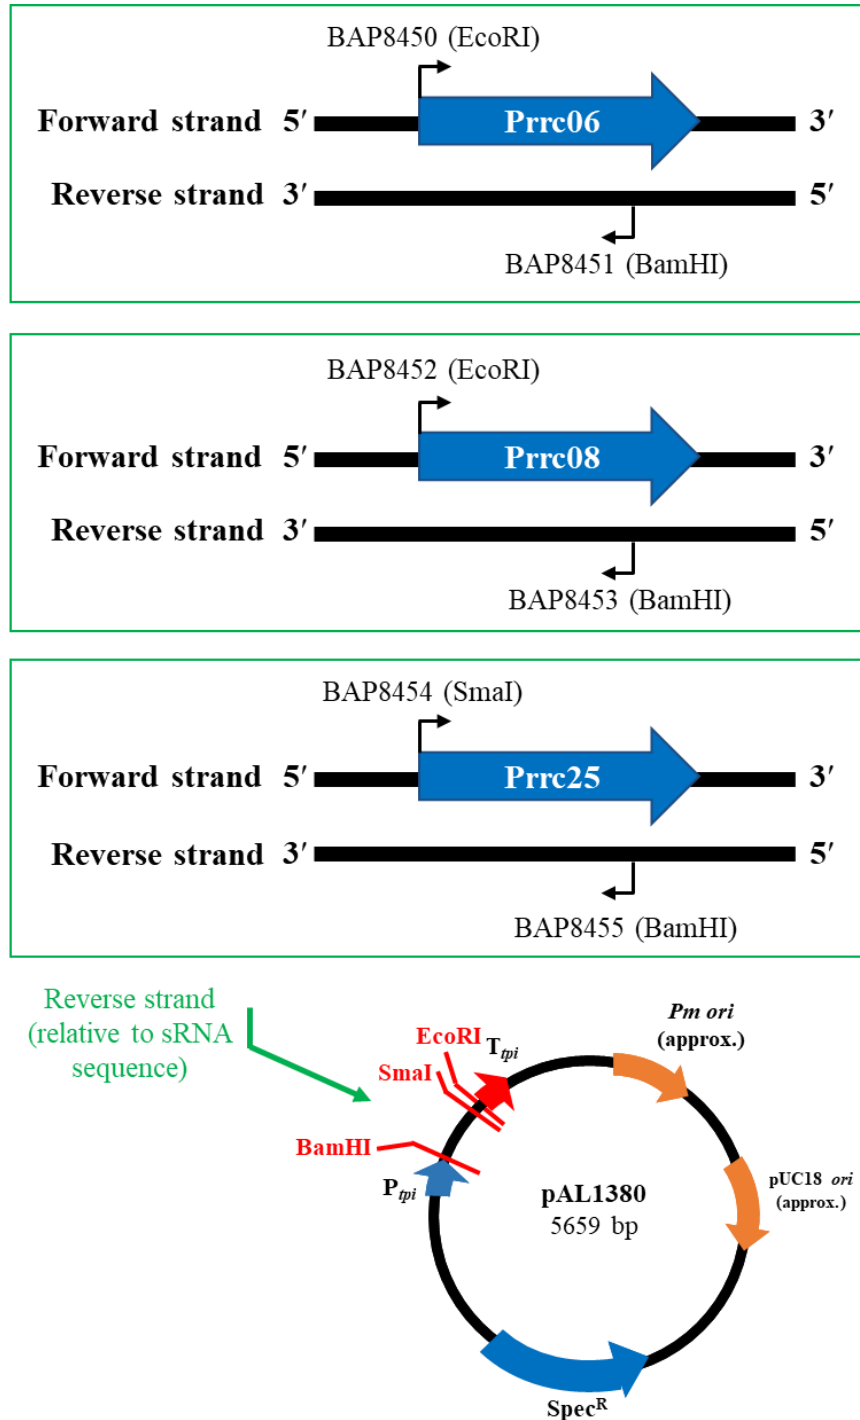 BAP8450 (EcoRI)
Forward strand 5′ Prrc06 3′
Reverse strand 3′ 5′
BAP8451 (BamHI)
BAP8452 (EcoRI)
Forward strand 5′ Prrc08 3′
Reverse strand 3′ 5′
BAP8453 (BamHI)
BAP8454 (SmaI)
Forward strand 5′ Prrc25 3′
Reverse strand 3′ 5′
BAP8455 (BamHI)
Reverse strand
(relative to sRNA
sequence)
EcoRI
SmaI
BamHI
Ttpi
Ptpi
Pm ori
(approx.)
pUC18 ori
(approx.)
pAL1380
5659 bp
SpecR